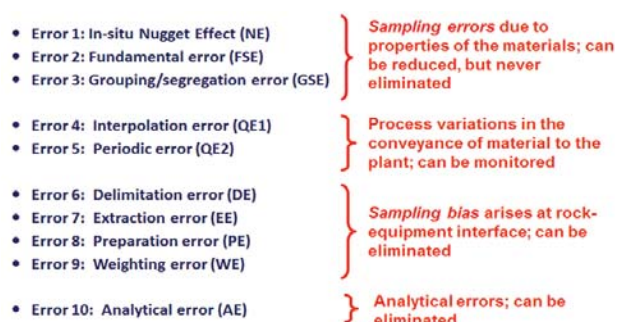 • Error 1: In-situ Nugget Effect (NE)
• Error 2: Fundamental error (FSE)
• Error 3: Grouping/segregation error (GSE)
Sampling errors due to
properties of the materials; can
be reduced, but never
eliminated
• Error 4: Interpolation error (QE1)
• Error 5: Periodic error (QE2)
Process variations in the
conveyance of material to the
plant; can be monitored
• Error 6: Delimitation error (DE)
• Error 7: Extraction error (EE)
• Error 8: Preparation error (PE)
• Error 9: Weighting error (WE)
Sampling bias arises at rock-
equipment interface; can be
eliminated
• Error 10: Analytical error (AE)
Analytical errors; can be
eliminated